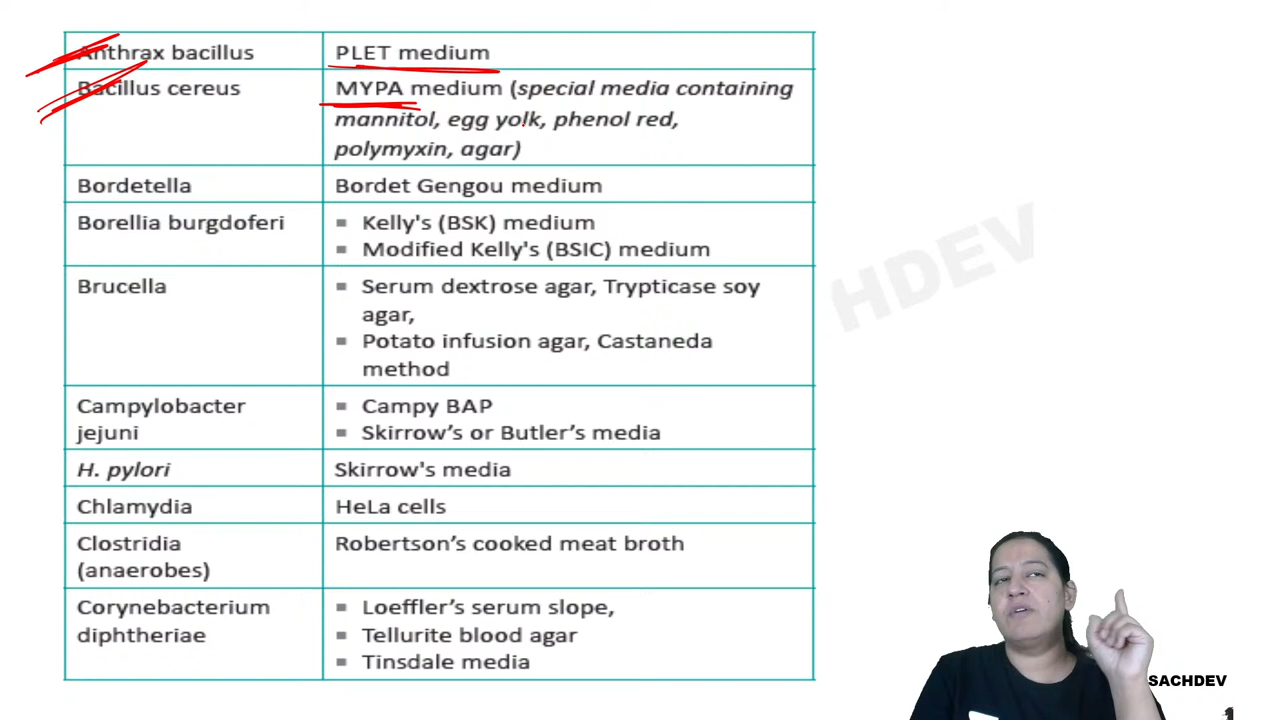 Anthrax bacillus PLET medium
Bacillus cereus MYPA medium (special media containing
mannitol, egg yolk, phenol red,
polymyxin, agar)
Bordetella Bordet Gengou medium
Borellia burgdoferi ▪ Kelly's (BSK) medium
▪ Modified Kelly's (BSIC) medium
Brucella ▪ Serum dextrose agar, Trypticase soy
agar,
▪ Potato infusion agar, Castaneda
method
Campylobacter ▪ Campy BAP
jejuni ▪ Skirrow's or Butler's media
H. pylori Skirrow's media
Chlamydia HeLa cells
Clostridia Robertson's cooked meat broth
(anaerobes)
Corynebacterium ▪ Loeffler's serum slope,
diphtheriae ▪ Tellurite blood agar
▪ Tinsdale media
HDEV
SACHDEV